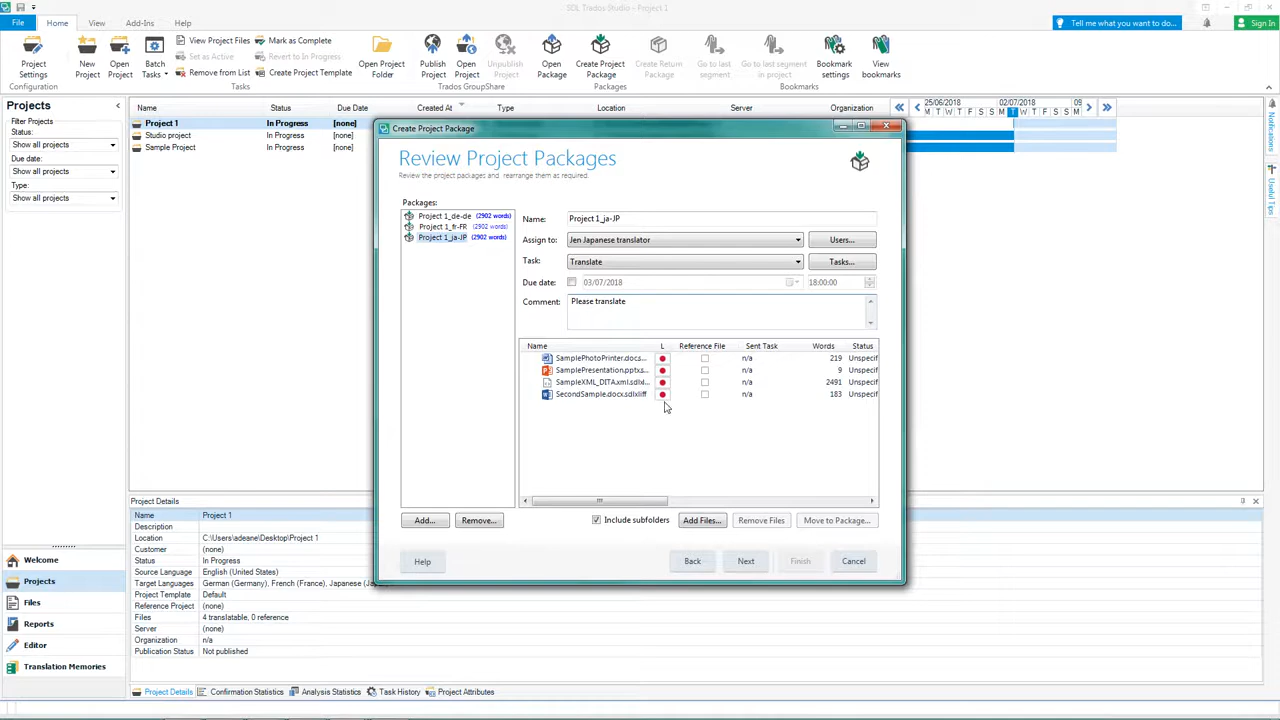 SDL Trados Studio - Project 1
File Home View Add-Ins Help
Tell me what you want to do...
Sign In
Project Settings
New Project
Open Project
Batch Tasks
View Project Files
Set as Active
Remove from List
Mark as Complete
Revert to In Progress
Create Project Template
Open Project Folder
Publish Project
Open Project
Unpublish Project
Open Package
Create Project Package
Create Return Package
Go to last segment
Go to last segment in project
Bookmark settings
View bookmarks
Configuration
Tasks
Trados GroupShare
Packages
Bookmarks
Projects
Filter Projects
Status:
Show all projects
Due date:
Show all projects
Type:
Show all projects
Name Status Due Date Created At Type Location Server Organization
25/06/2018 02/07/2018 09
M T W T F S S M T W T F S S M
Project 1 In Progress [none]
Studio project In Progress [none]
Sample Project In Progress [none]
Notifications
Useful Tips
Create Project Package
Review Project Packages
Review the project packages and rearrange them as required.
Packages:
Project 1_de-de (2902 words)
Project 1_fr-FR (2902 words)
Project 1_ja-JP (2902 words)
Name: Project 1_ja-JP
Assign to: Jen Japanese translator Users...
Task: Translate Tasks...
Due date: 03/07/2018 18:00:00
Comment: Please translate
Name L Reference File Sent Task Words Status
SamplePhotoPrinter.docs... n/a 219 Unspecif
SamplePresentation.pptx.s... n/a 9 Unspecif
SampleXML_DITA.xml.sdlxl... n/a 2491 Unspecif
SecondSample.docx.sdlxliff n/a 183 Unspecif
Add... Remove... Include subfolders Add Files... Remove Files Move to Package...
Help Back Next Finish Cancel
Project Details
Name Project 1
Description
Location C:\Users\adeane\Desktop\Project 1
Customer (none)
Status In Progress
Source Language English (United States)
Target Languages German (Germany), French (France), Japanese (Ja
Project Template Default
Reference Project (none)
Files 4 translatable, 0 reference
Server (none)
Organization n/a
Publication Status Not published
Welcome
Projects
Files
Reports
Editor
Translation Memories
Project Details Confirmation Statistics Analysis Statistics Task History Project Attributes